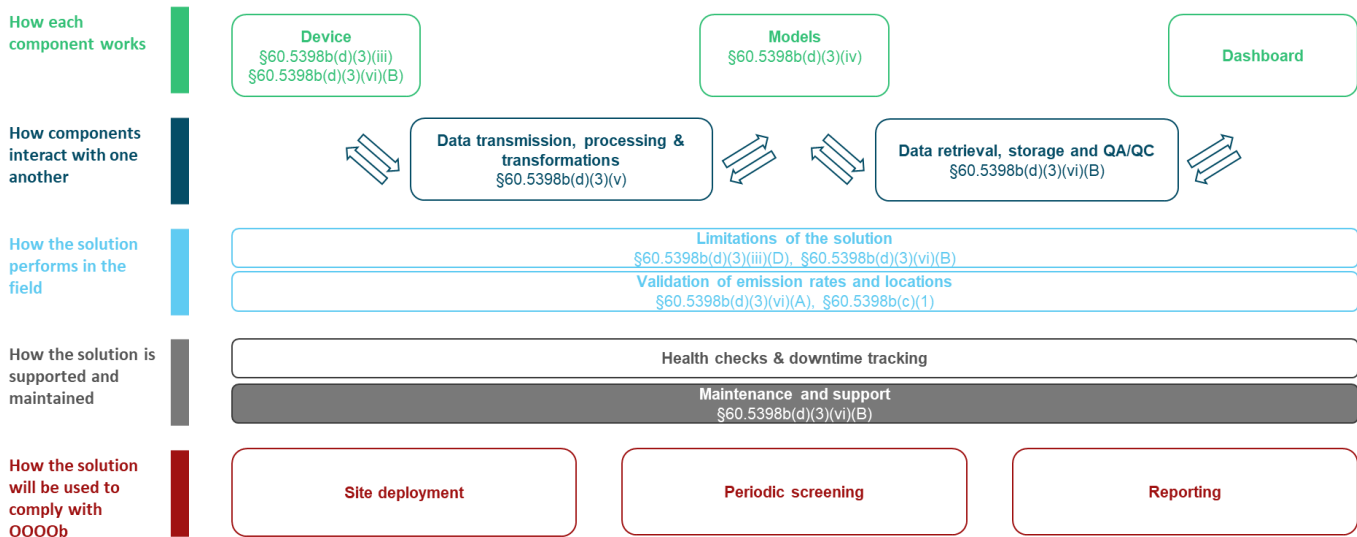 How each
component works
Device
§60.5398b(d)(3)(iii)
§60.5398b(d)(3)(vi)(B)
Models
§60.5398b(d)(3)(iv)
Dashboard
How components
interact with one
another
Data transmission, processing &
transformations
§60.5398b(d)(3)(v)
Data retrieval, storage and QA/QC
§60.5398b(d)(3)(vi)(B)
How the solution
performs in the
field
Limitations of the solution
§60.5398b(d)(3)(iii)(D), §60.5398b(d)(3)(vi)(B)
Validation of emission rates and locations
§60.5398b(d)(3)(vi)(A), §60.5398b(c)(1)
How the solution is
supported and
maintained
Health checks & downtime tracking
Maintenance and support
§60.5398b(d)(3)(vi)(B)
How the solution
will be used to
comply with
OOOOb
Site deployment
Periodic screening
Reporting